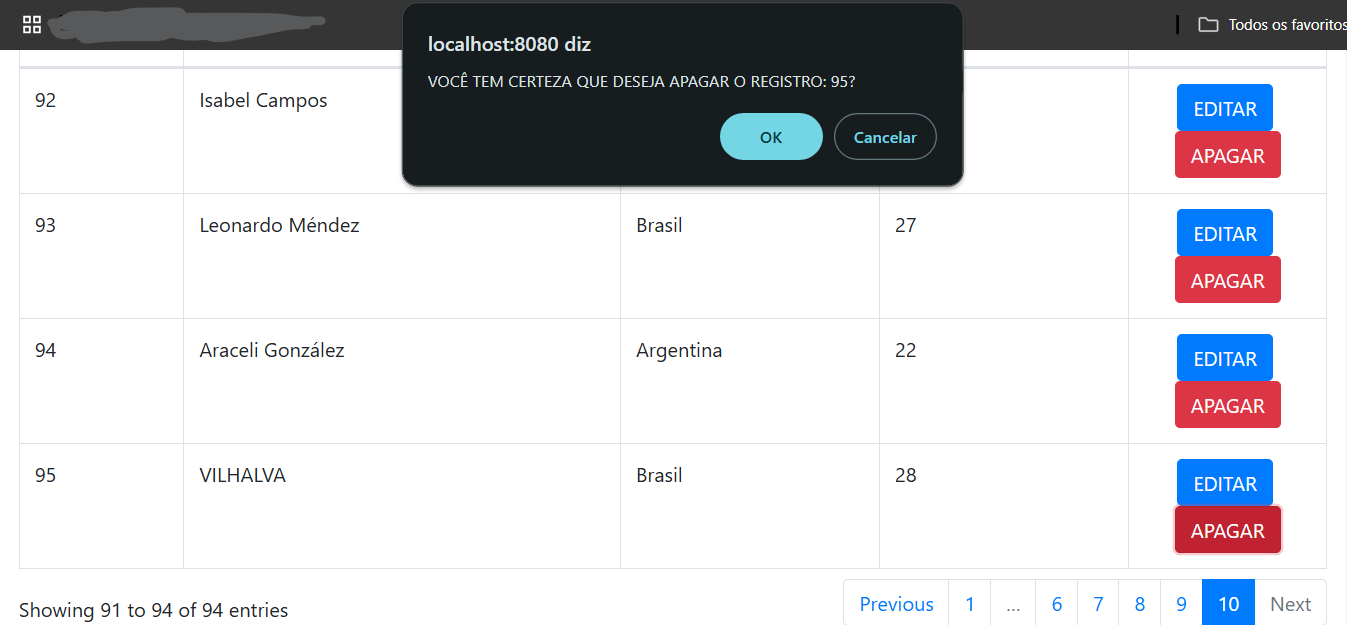 Todos os favoritos
localhost:8080 diz
VOCÊ TEM CERTEZA QUE DESEJA APAGAR O REGISTRO: 95?
OK Cancelar
92 Isabel Campos EDITAR
APAGAR
93 Leonardo Méndez Brasil 27 EDITAR
APAGAR
94 Araceli González Argentina 22 EDITAR
APAGAR
95 VILHALVA Brasil 28 EDITAR
APAGAR
Showing 91 to 94 of 94 entries Previous 1 ... 6 7 8 9 10 Next